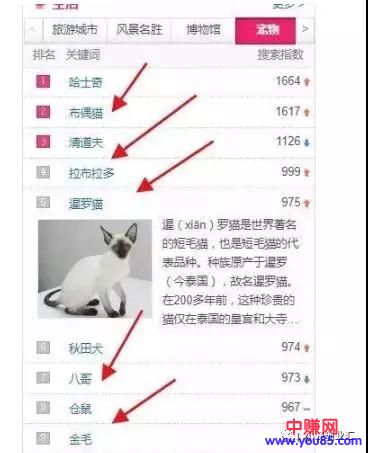 生活
更多>
旅游城市 风景名胜 博物馆 宠物
排名 关键词 搜索指数
1 哈士奇 1664
2 布偶猫 1617
3 清道夫 1126
4 拉布拉多 999
5 暹罗猫 975
暹(xiān)罗猫是世界著名
的短毛猫，也是短毛猫的代
表品种。种族原产于暹罗
（今泰国），故名暹罗猫。
在200多年前，这种珍贵的
猫仅在泰国的皇宫和大寺...
6 秋田犬 974
7 八哥 973
8 仓鼠 967
9 金毛
中赚网
www.you85.com